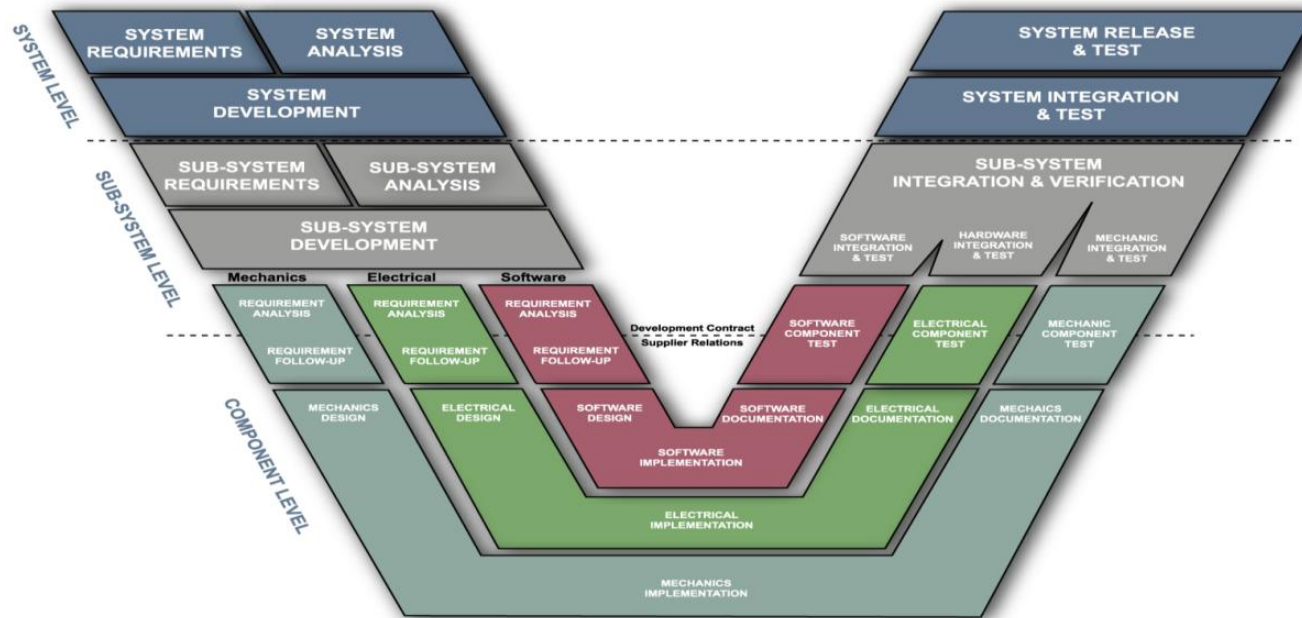 SYSTEM LEVEL
SYSTEM
REQUIREMENTS
SYSTEM
ANALYSIS
SYSTEM
DEVELOPMENT
SYSTEM RELEASE
& TEST
SYSTEM INTEGRATION
& TEST
SUB-SYSTEM LEVEL
SUB-SYSTEM
REQUIREMENTS
SUB-SYSTEM
ANALYSIS
SUB-SYSTEM
DEVELOPMENT
SUB-SYSTEM
INTEGRATION & VERIFICATION
SOFTWARE
INTEGRATION
& TEST
HARDWARE
INTEGRATION
& TEST
MECHANIC
INTEGRATION
& TEST
Mechanics
Electrical
Software
REQUIREMENT
ANALYSIS
REQUIREMENT
FOLLOW-UP
REQUIREMENT
ANALYSIS
REQUIREMENT
FOLLOW-UP
REQUIREMENT
ANALYSIS
REQUIREMENT
FOLLOW-UP
Development Contract
Supplier Relations
SOFTWARE
COMPONENT
TEST
ELECTRICAL
COMPONENT
TEST
MECHANIC
COMPONENT
TEST
COMPONENT LEVEL
MECHANICS
DESIGN
ELECTRICAL
DESIGN
SOFTWARE
DESIGN
SOFTWARE
DOCUMENTATION
ELECTRICAL
DOCUMENTATION
MECHAICS
DOCUMENTATION
SOFTWARE
IMPLEMENTATION
ELECTRICAL
IMPLEMENTATION
MECHANICS
IMPLEMENTATION